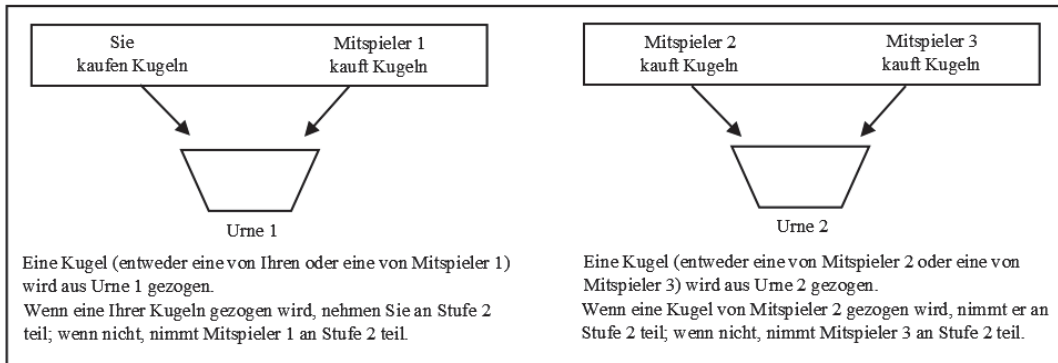 Sie
kaufen Kugeln
Mitspieler 1
kauft Kugeln
Urne 1
Eine Kugel (entweder eine von Ihren oder eine von Mitspieler 1)
wird aus Urne 1 gezogen.
Wenn eine Ihrer Kugeln gezogen wird, nehmen Sie an Stufe 2
teil; wenn nicht, nimmt Mitspieler 1 an Stufe 2 teil.
Mitspieler 2
kauft Kugeln
Mitspieler 3
kauft Kugeln
Urne 2
Eine Kugel (entweder eine von Mitspieler 2 oder eine von
Mitspieler 3) wird aus Urne 2 gezogen.
Wenn eine Kugel von Mitspieler 2 gezogen wird, nimmt er an
Stufe 2 teil; wenn nicht, nimmt Mitspieler 3 an Stufe 2 teil.